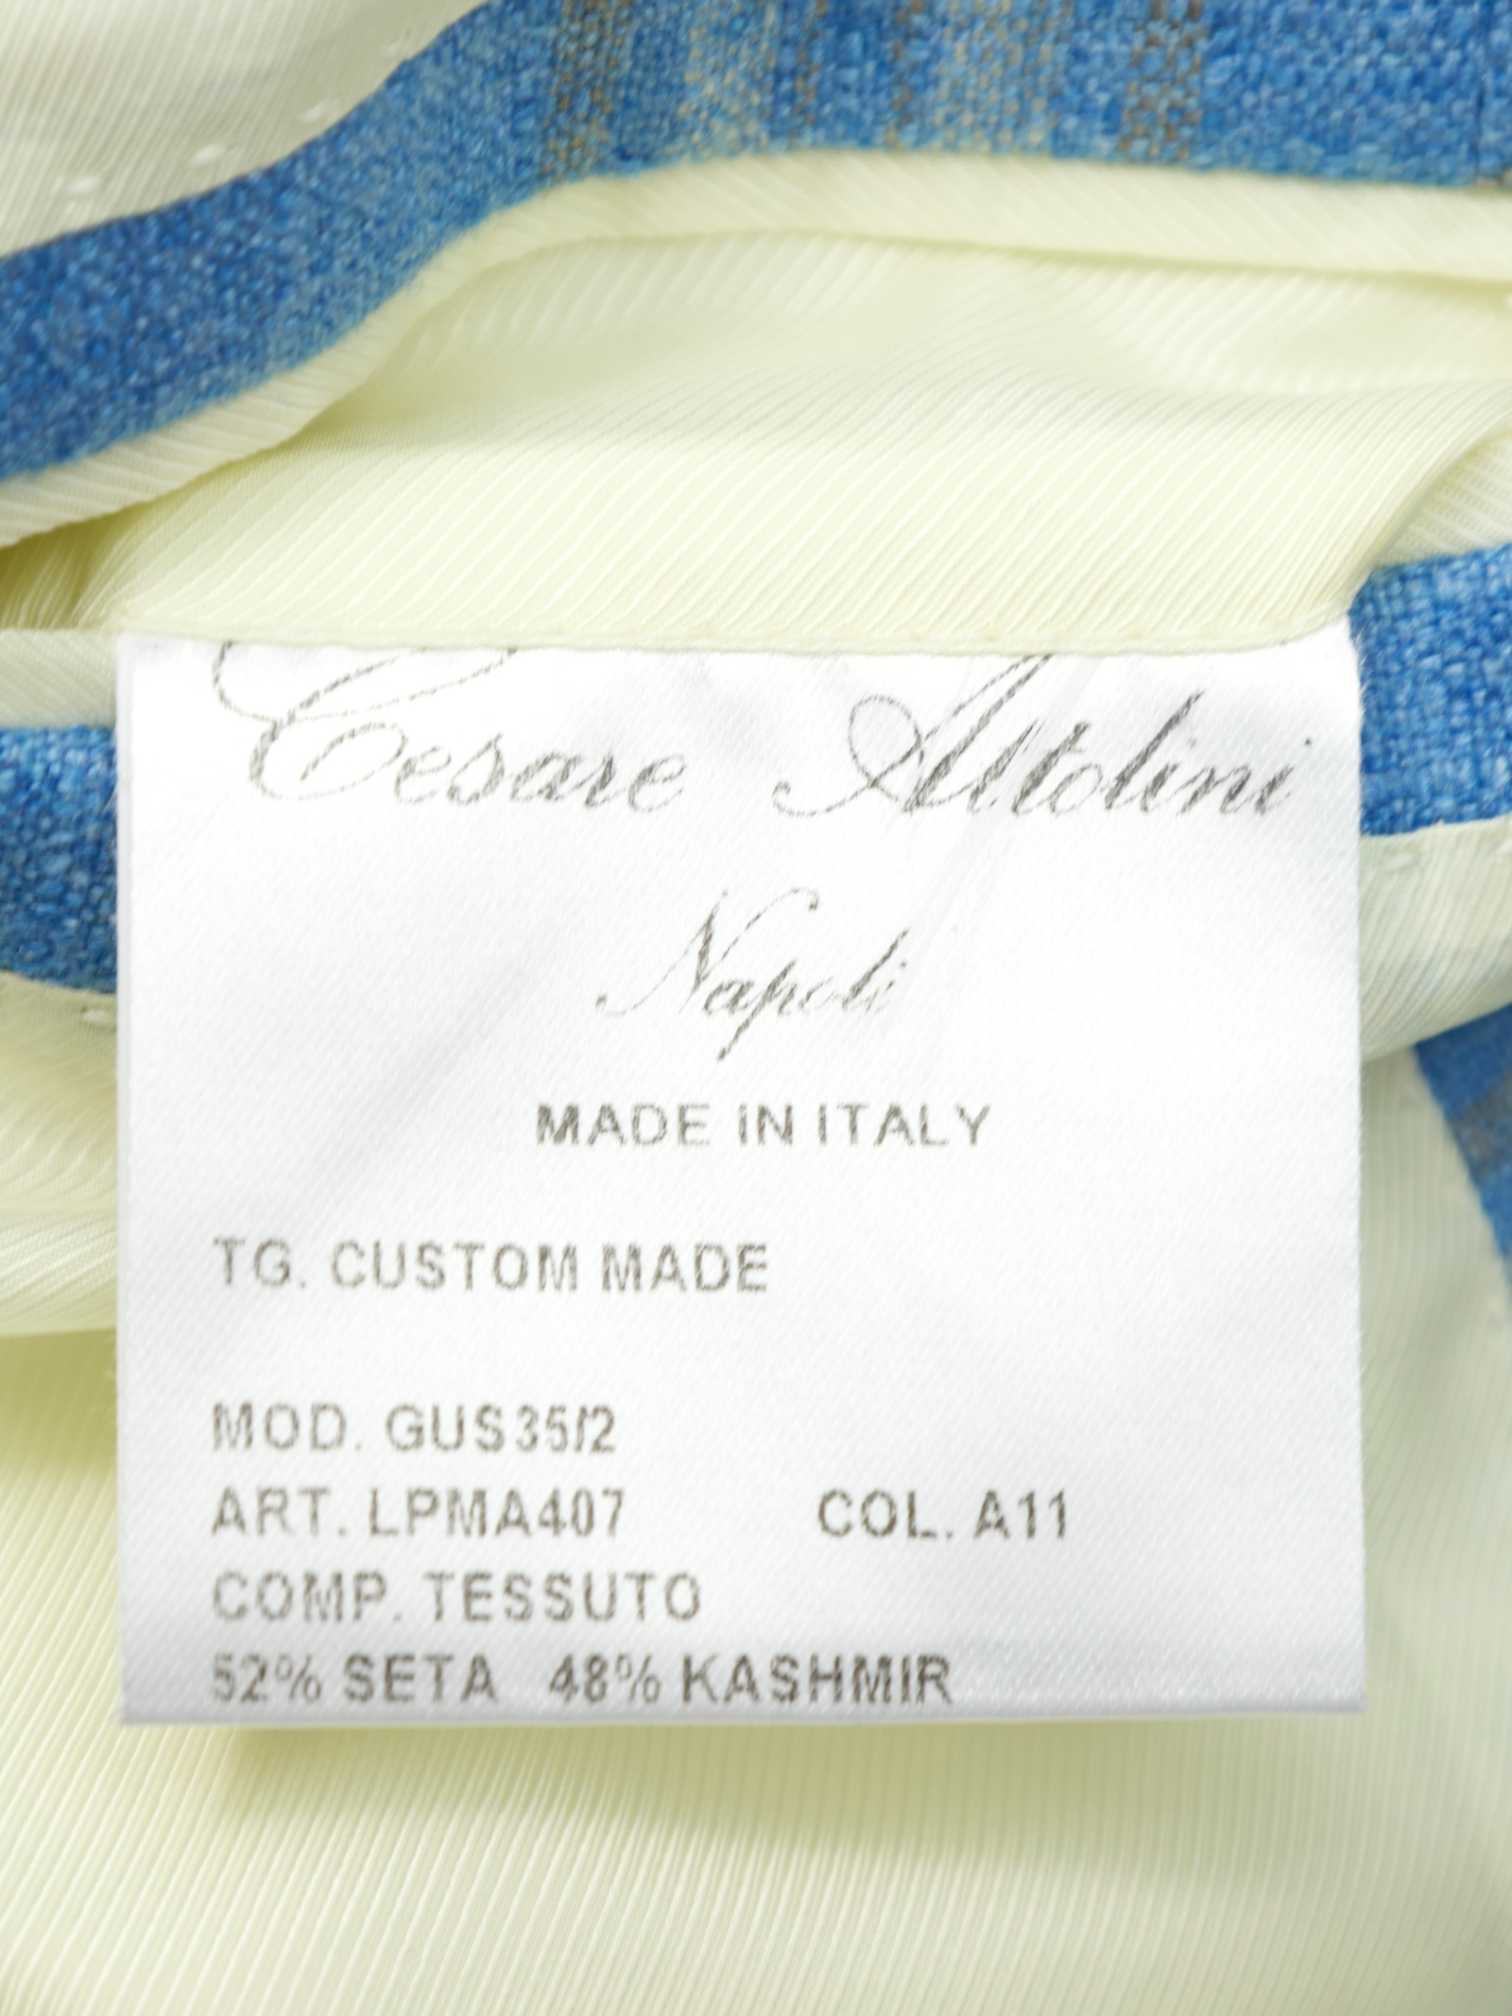 Cesare Attolini
Napoli
MADE IN ITALY
TG. CUSTOM MADE
MOD. GUS35/2
ART. LPMA407 COL. A11
COMP. TESSUTO
52% SETA 48% KASHMIR